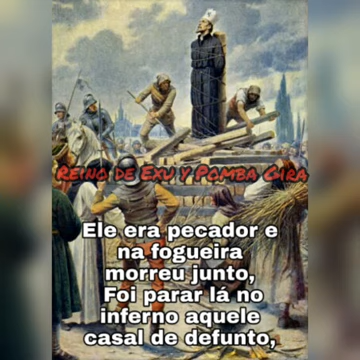 Reino de Exu y Pomba Gira
Ele era pecador e
na fogueira
morreu junto,
Foi parar lá no
inferno aquele
casal de defunto,